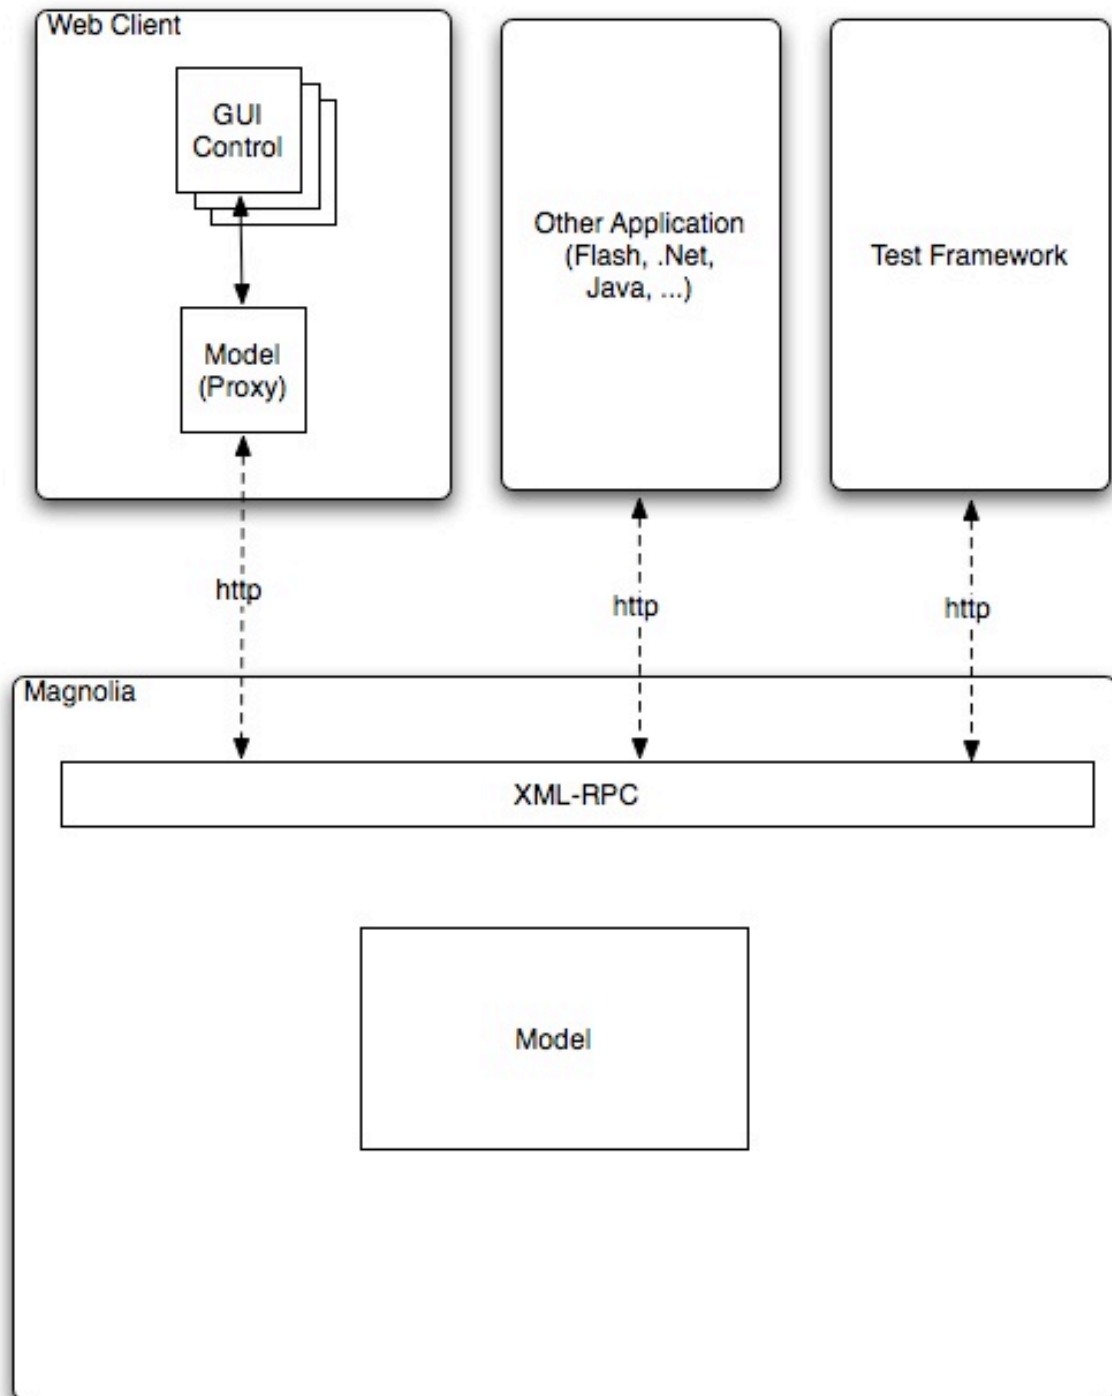 Web Client
GUI
Control
Model
(Proxy)
Other Application
(Flash, .Net,
Java, ...)
Test Framework
http
http
http
Magnolia
XML-RPC
Model